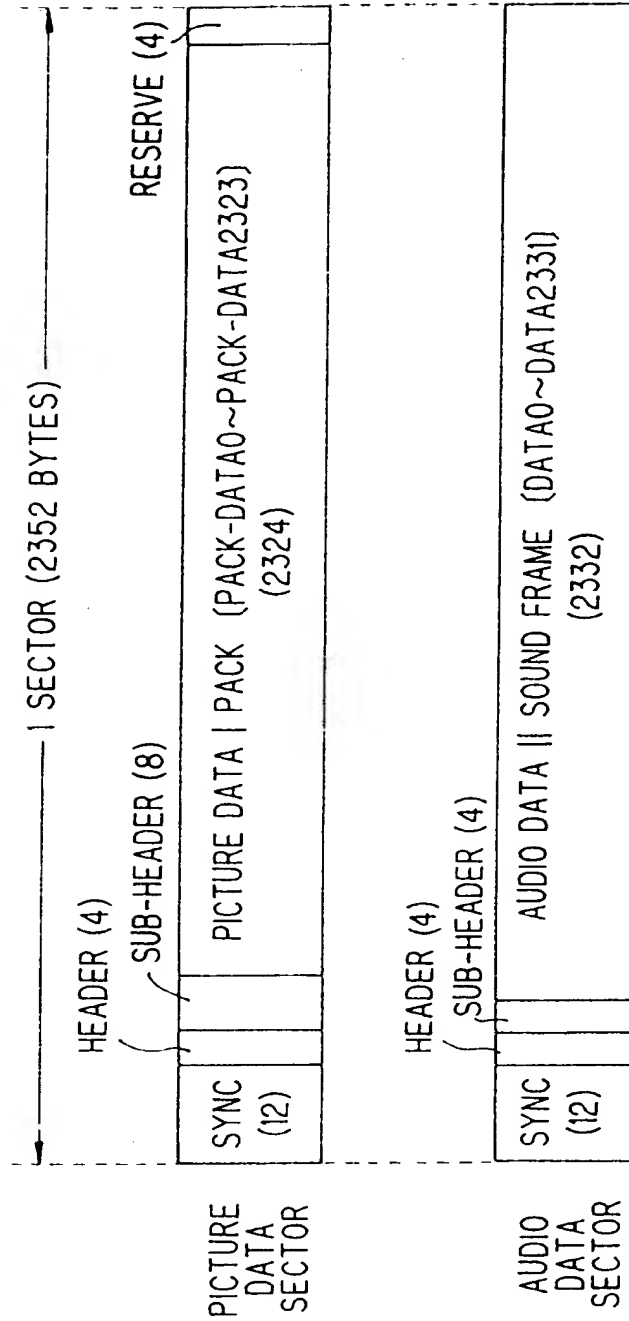 1 SECTOR (2352 BYTES)
HEADER (4)
SUB-HEADER (8)
RESERVE (4)
PICTURE
DATA
SECTOR
SYNC
(12)
PICTURE DATA | PACK (PACK-DATA0~PACK-DATA2323)
(2324)
HEADER (4)
SUB-HEADER (4)
AUDIO
DATA
SECTOR
SYNC
(12)
AUDIO DATA || SOUND FRAME (DATA0~DATA2331)
(2332)